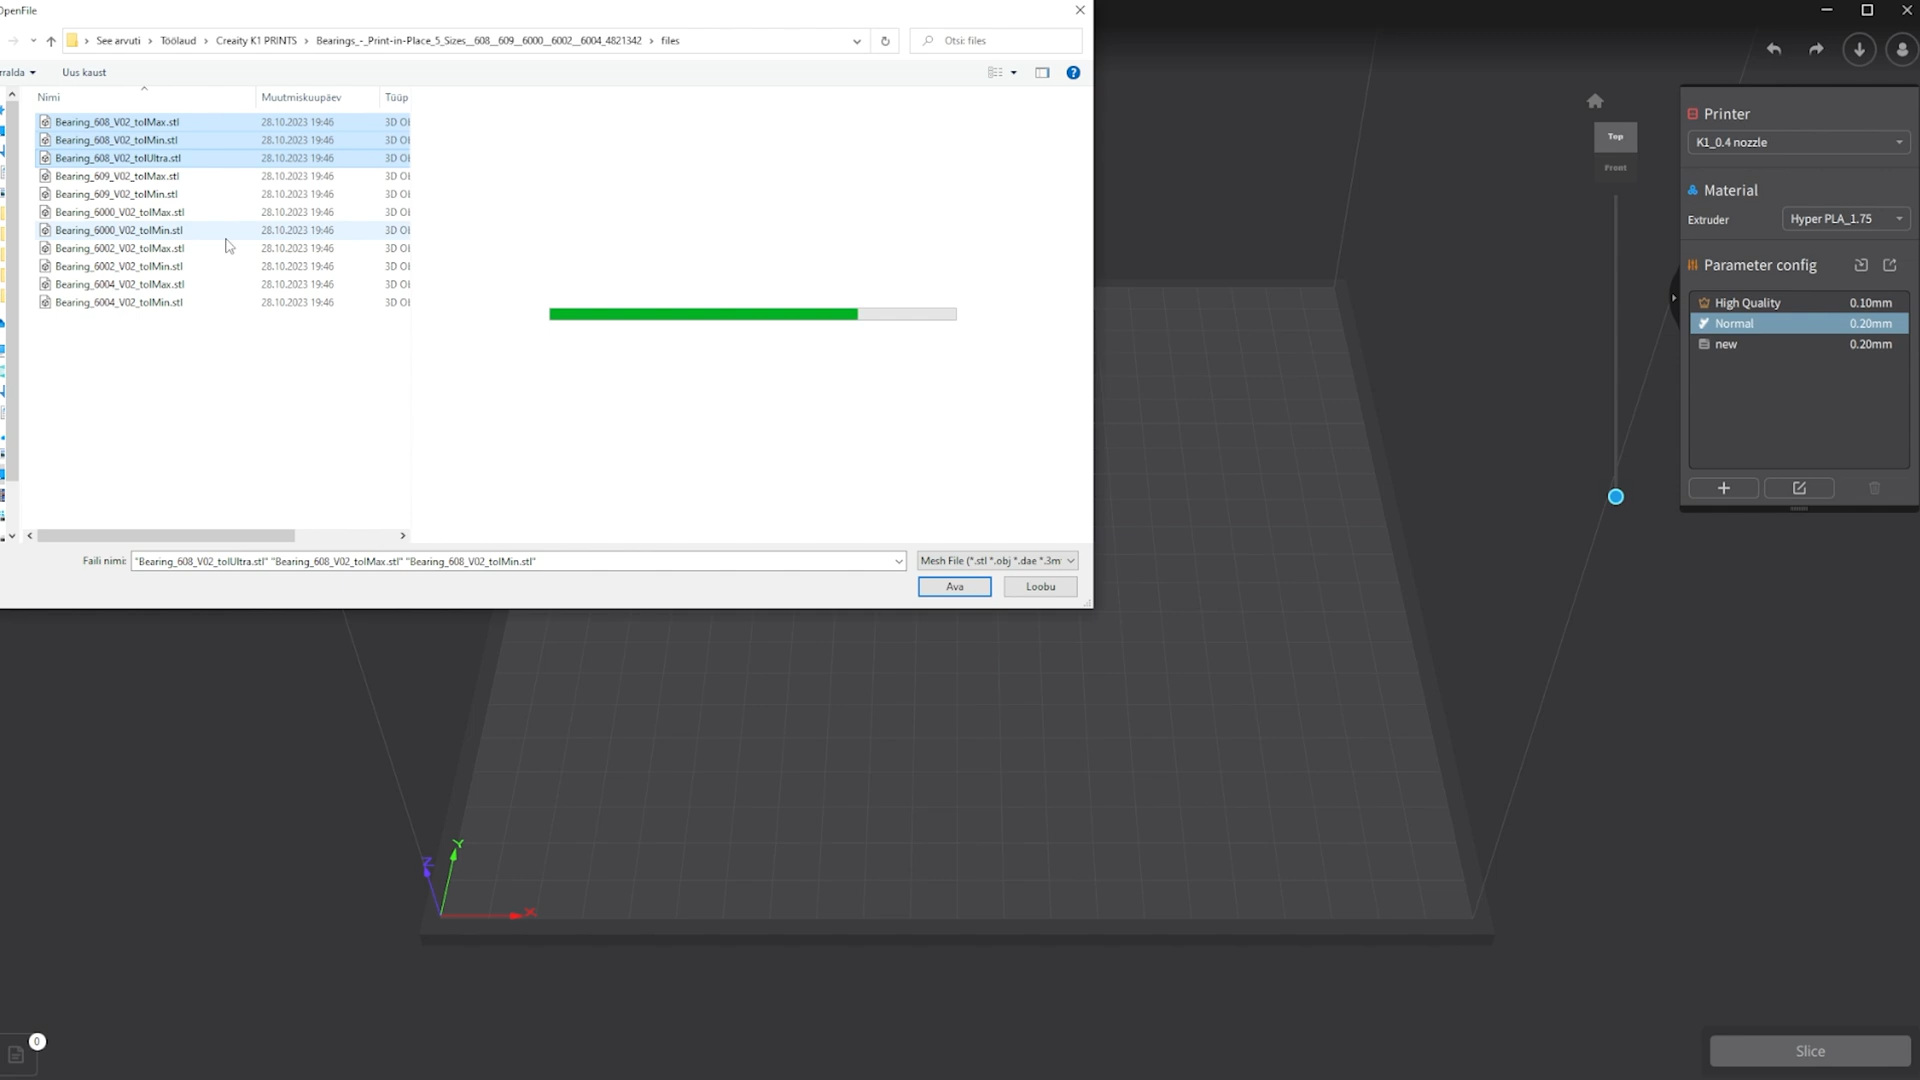 OpenFile
See arvuti > Töölaud > Creaity K1 PRINTS > Bearings_-_Print-in-Place_5_Sizes__608__609__6000__6002__6004_4821342 > files
Otsi: files
Uus kaust
Nimi Muutmiskuupäev Tüüp
Bearing_608_V02_tolMax.stl 28.10.2023 19:46
Bearing_608_V02_tolMin.stl 28.10.2023 19:46
Bearing_608_V02_tolUltra.stl 28.10.2023 19:46
Bearing_609_V02_tolMax.stl 28.10.2023 19:46
Bearing_609_V02_tolMin.stl 28.10.2023 19:46
Bearing_6000_V02_tolMax.stl 28.10.2023 19:46
Bearing_6000_V02_tolMin.stl 28.10.2023 19:46
Bearing_6002_V02_tolMax.stl 28.10.2023 19:46
Bearing_6002_V02_tolMin.stl 28.10.2023 19:46
Bearing_6004_V02_tolMax.stl 28.10.2023 19:46
Bearing_6004_V02_tolMin.stl 28.10.2023 19:46
Faili nimi: "Bearing_608_V02_tolUltra.stl" "Bearing_608_V02_tolMax.stl" "Bearing_608_V02_tolMin.stl"
Mesh File (*.stl *.obj *.dae *.3m
Ava Loobu
Top
Front
Printer
K1_0.4 nozzle
Material
Extruder Hyper PLA_1.75
Parameter config
High Quality 0.10mm
Normal 0.20mm
new 0.20mm
Z
Y
X
0
Slice